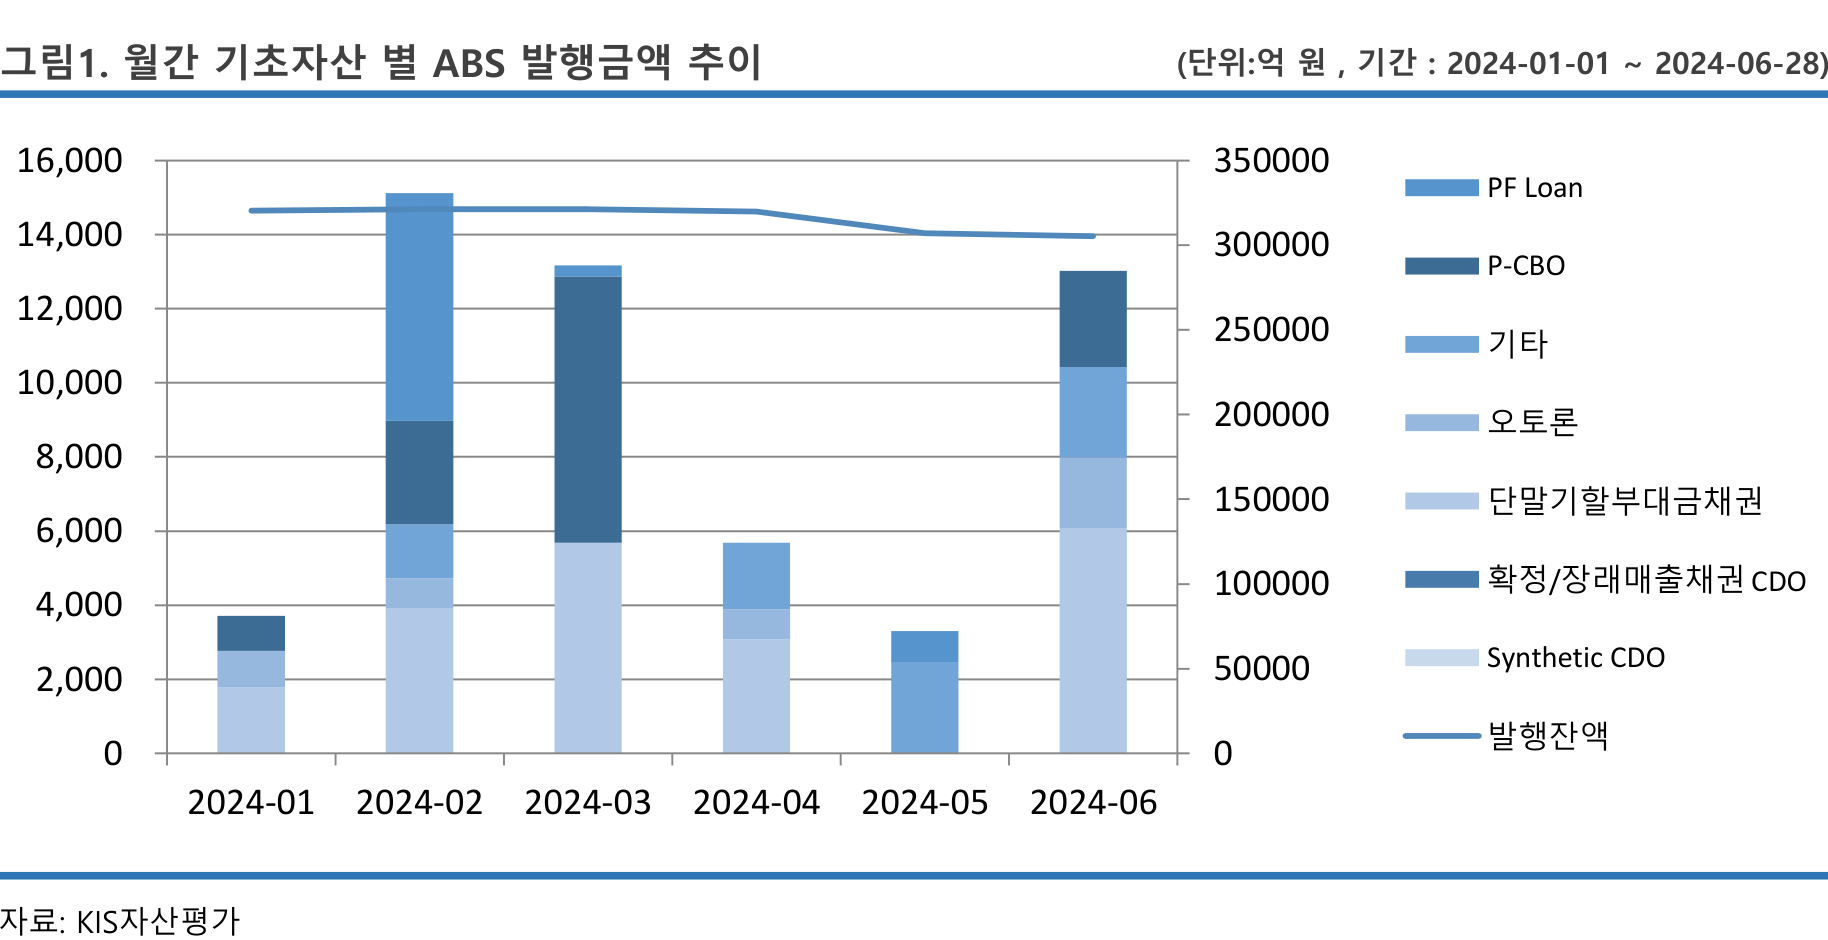 그림1. 월간 기초자산 별 ABS 발행금액 추이
(단위:억 원 , 기간 : 2024-01-01 ~ 2024-06-28)
16,000
14,000
12,000
10,000
8,000
6,000
4,000
2,000
0
350000
300000
250000
200000
150000
100000
50000
0
2024-01
2024-02
2024-03
2024-04
2024-05
2024-06
PF Loan
P-CBO
기타
오토론
단말기할부대금채권
확정/장래매출채권 CDO
Synthetic CDO
발행잔액
자료: KIS자산평가